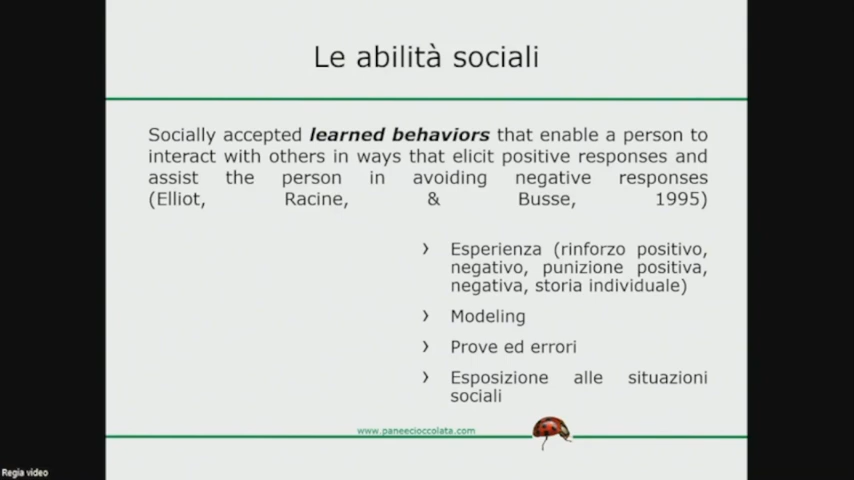 Le abilità sociali
Socially accepted learned behaviors that enable a person to
interact with others in ways that elicit positive responses and
assist the person in avoiding negative responses
(Elliot, Racine, & Busse, 1995)
› Esperienza (rinforzo positivo,
negativo, punizione positiva,
negativa, storia individuale)
› Modeling
› Prove ed errori
› Esposizione alle situazioni
sociali
www.paneecioccolata.com
Regia video